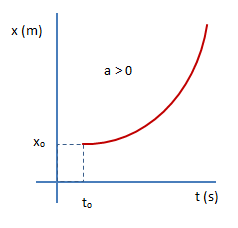 x (m)
a > 0
x₀
t₀
t (s)